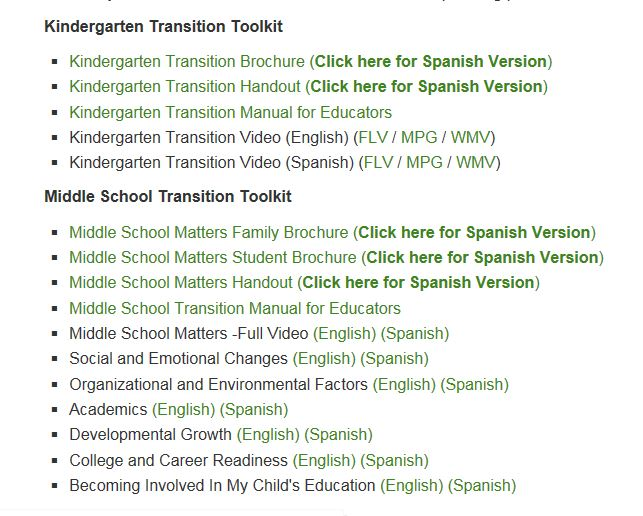 Kindergarten Transition Toolkit
Kindergarten Transition Brochure (Click here for Spanish Version)
Kindergarten Transition Handout (Click here for Spanish Version)
Kindergarten Transition Manual for Educators
Kindergarten Transition Video (English) (FLV / MPG / WMV)
Kindergarten Transition Video (Spanish) (FLV / MPG / WMV)
Middle School Transition Toolkit
Middle School Matters Family Brochure (Click here for Spanish Version)
Middle School Matters Student Brochure (Click here for Spanish Version)
Middle School Matters Handout (Click here for Spanish Version)
Middle School Transition Manual for Educators
Middle School Matters -Full Video (English) (Spanish)
Social and Emotional Changes (English) (Spanish)
Organizational and Environmental Factors (English) (Spanish)
Academics (English) (Spanish)
Developmental Growth (English) (Spanish)
College and Career Readiness (English) (Spanish)
Becoming Involved In My Child's Education (English) (Spanish)